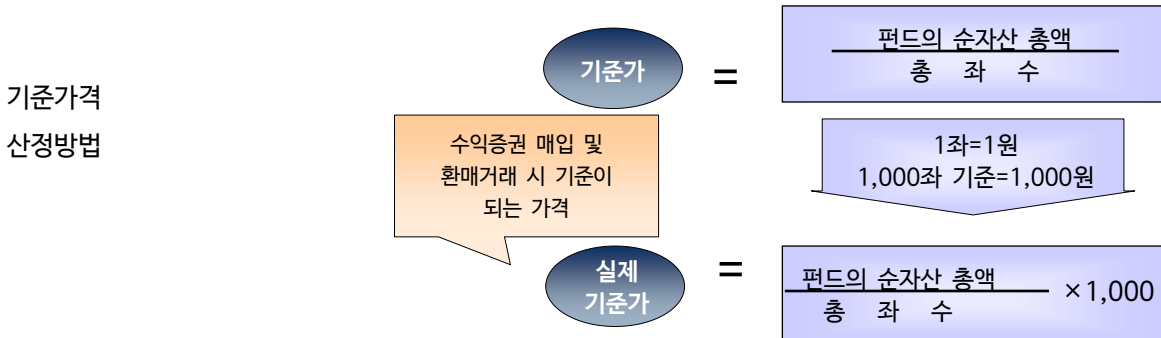 기준가격
산정방법
기준가
=
펀드의 순자산 총액
총 좌 수
수익증권 매입 및
환매거래 시 기준이
되는 가격
1좌=1원
1,000좌 기준=1,000원
실제
기준가
=
펀드의 순자산 총액
총 좌 수
×1,000